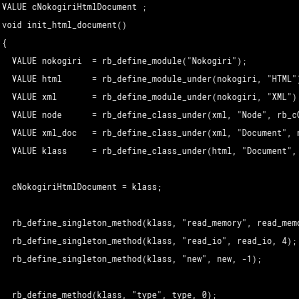 VALUE cNokogiriHtmlDocument ;
void init_html_document()
{
VALUE nokogiri = rb_define_module("Nokogiri");
VALUE html = rb_define_module_under(nokogiri, "HTML"
VALUE xml = rb_define_module_under(nokogiri, "XML")
VALUE node = rb_define_class_under(xml, "Node", rb_c
VALUE xml_doc = rb_define_class_under(xml, "Document",
VALUE klass = rb_define_class_under(html, "Document",
cNokogiriHtmlDocument = klass;
rb_define_singleton_method(klass, "read_memory", read_memo
rb_define_singleton_method(klass, "read_io", read_io, 4);
rb_define_singleton_method(klass, "new", new, -1);
rb_define_method(klass, "type", type, 0);